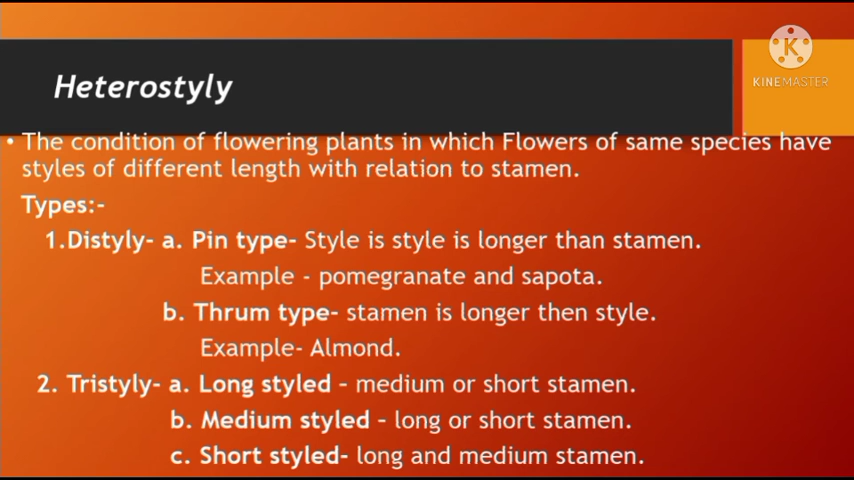 KINEMASTER
Heterostyly
• The condition of flowering plants in which Flowers of same species have
styles of different length with relation to stamen.
Types:-
1.Distyly- a. Pin type- Style is style is longer than stamen.
Example - pomegranate and sapota.
b. Thrum type- stamen is longer then style.
Example- Almond.
2. Tristyly- a. Long styled - medium or short stamen.
b. Medium styled - long or short stamen.
c. Short styled- long and medium stamen.